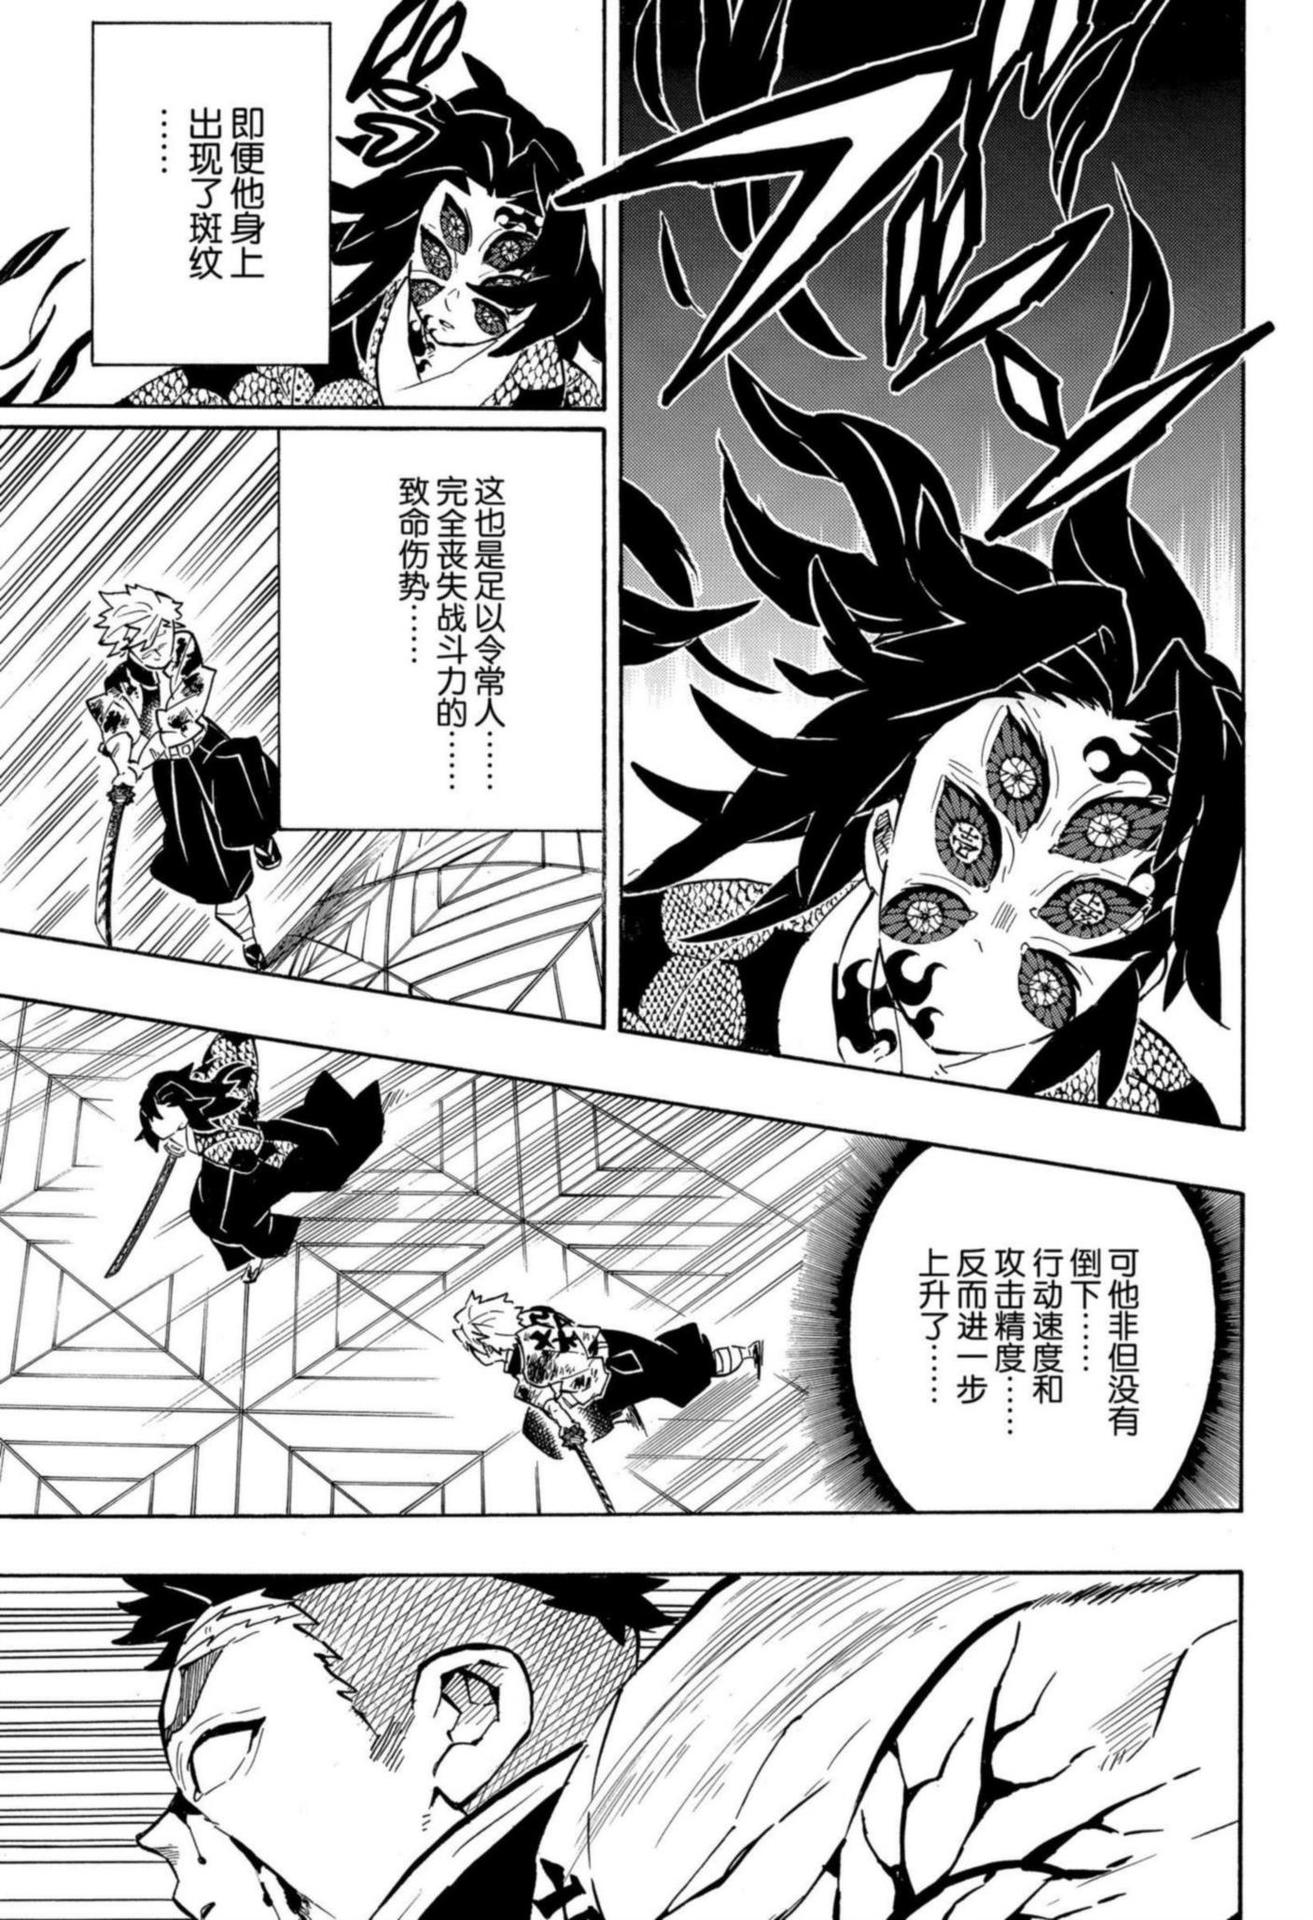 即便他身上
出现了斑纹
……
这也是足以令常人……
完全丧失战斗力的……
致命伤势……
可他非但没有
倒下……
行动速度和
攻击精度……
反而进一步
上升了……